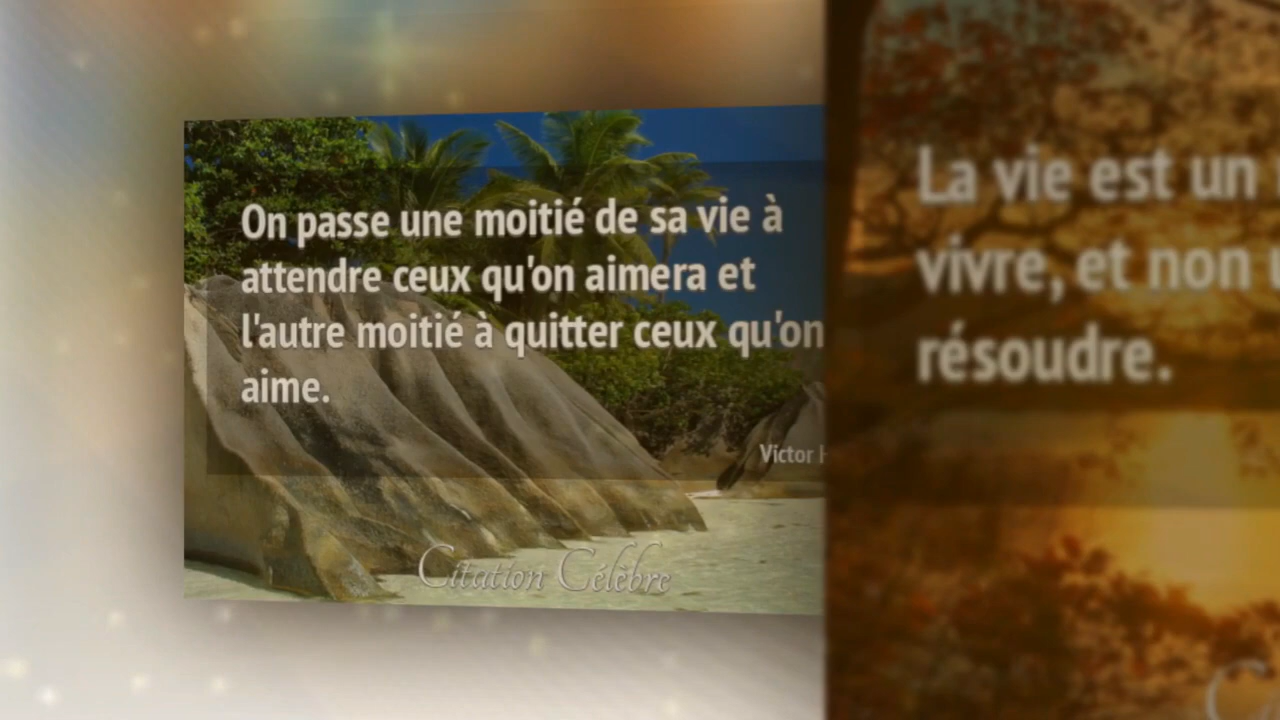 On passe une moitié de sa vie à
attendre ceux qu'on aimera et
l'autre moitié à quitter ceux qu'on
aime.
Victor
Citation Célèbre
La vie est un
vivre, et non
résoudre.